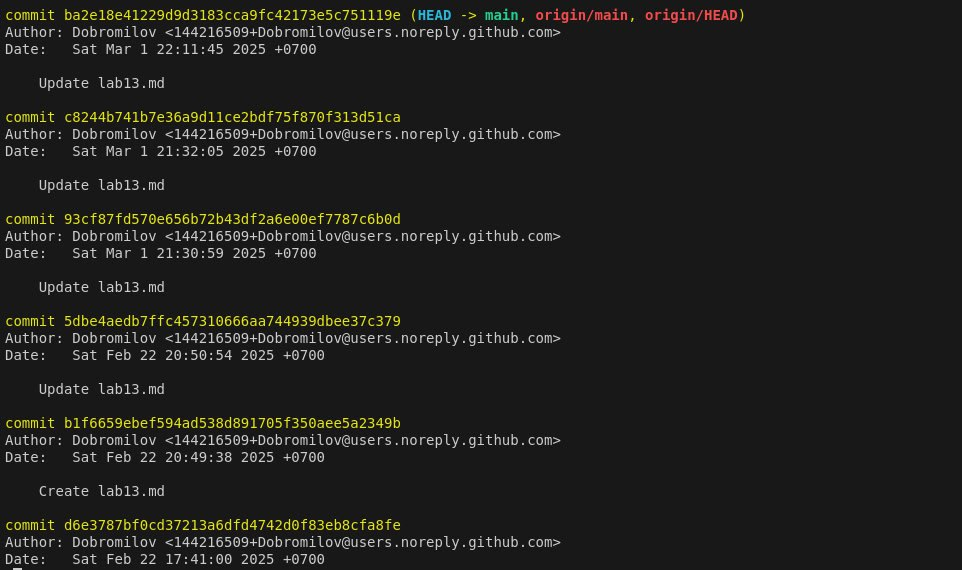 commit ba2e18e41229d9d3183cca9fc42173e5c751119e (HEAD -> main, origin/main, origin/HEAD)
Author: Dobromilov <144216509+Dobromilov@users.noreply.github.com>
Date:   Sat Mar 1 22:11:45 2025 +0700

    Update lab13.md

commit c8244b741b7e36a9d11ce2bdf75f870f313d51ca
Author: Dobromilov <144216509+Dobromilov@users.noreply.github.com>
Date:   Sat Mar 1 21:32:05 2025 +0700

    Update lab13.md

commit 93cf87fd570e656b72b43df2a6e00ef7787c6b0d
Author: Dobromilov <144216509+Dobromilov@users.noreply.github.com>
Date:   Sat Mar 1 21:30:59 2025 +0700

    Update lab13.md

commit 5dbe4aedb7ffc457310666aa744939dbee37c379
Author: Dobromilov <144216509+Dobromilov@users.noreply.github.com>
Date:   Sat Feb 22 20:50:54 2025 +0700

    Update lab13.md

commit b1f6659ebef594ad538d891705f350aee5a2349b
Author: Dobromilov <144216509+Dobromilov@users.noreply.github.com>
Date:   Sat Feb 22 20:49:38 2025 +0700

    Create lab13.md

commit d6e3787bf0cd37213a6dfd4742d0f83eb8cfa8fe
Author: Dobromilov <144216509+Dobromilov@users.noreply.github.com>
Date:   Sat Feb 22 17:41:00 2025 +0700